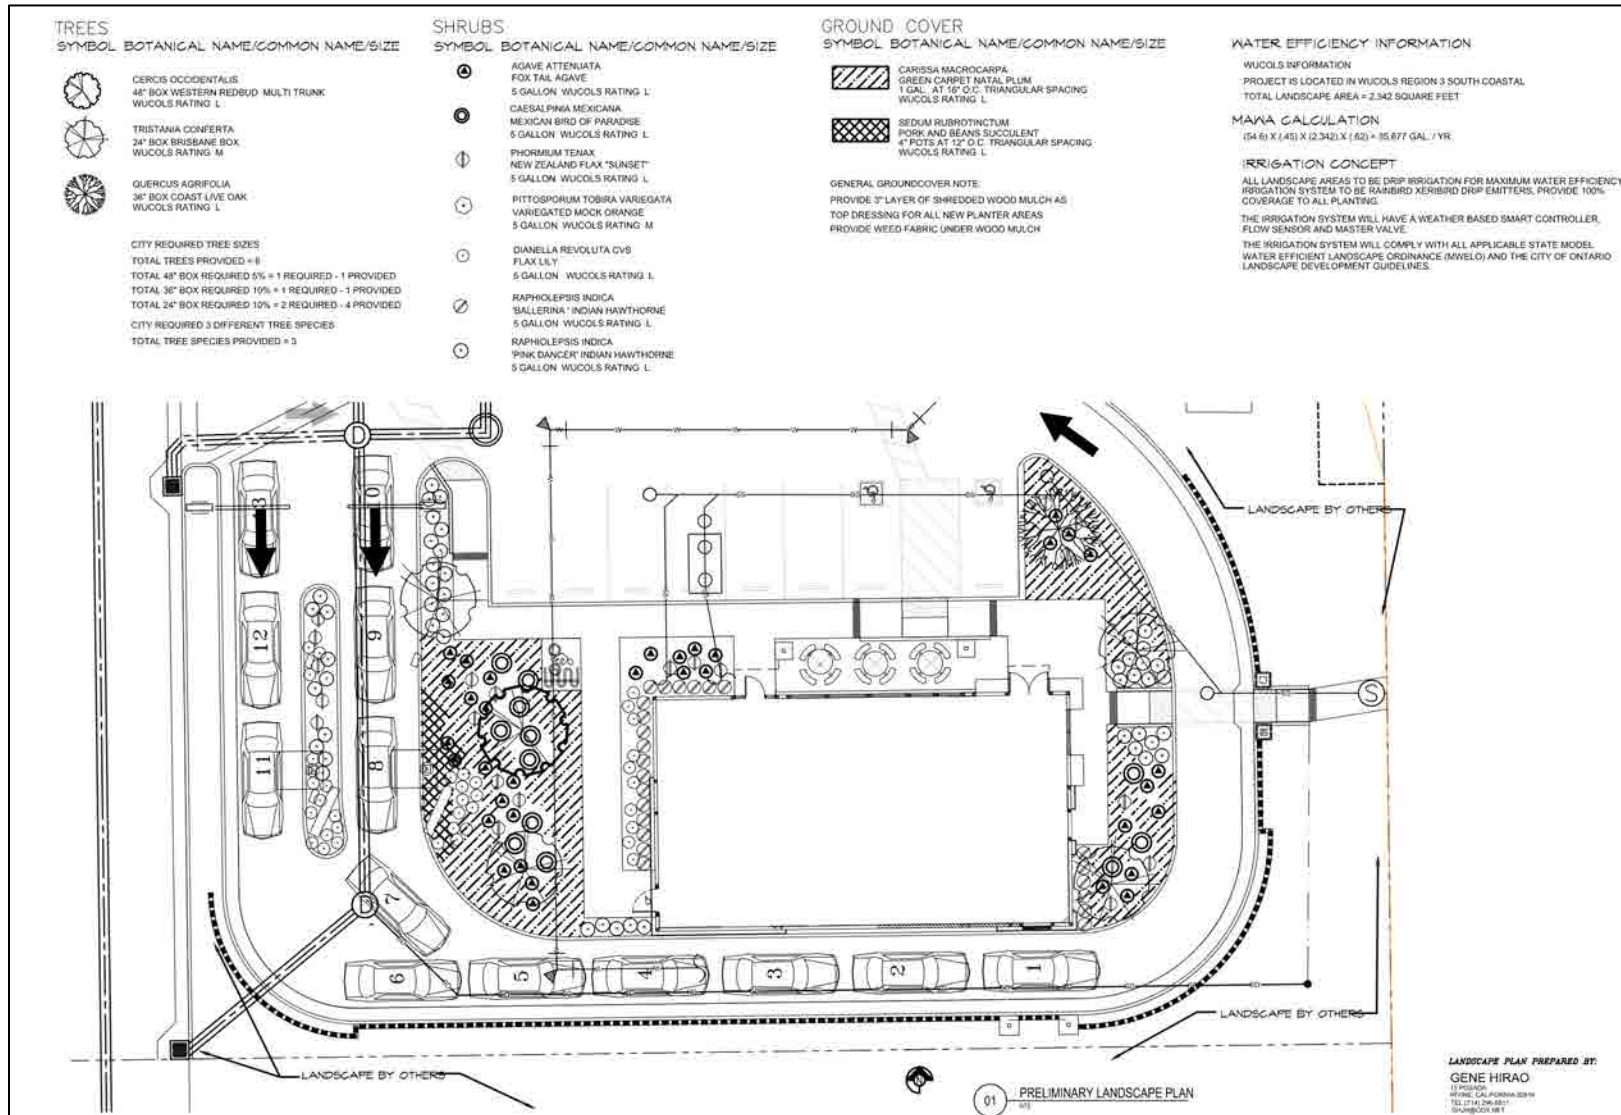 TREES
SYMBOL BOTANICAL NAME/COMMON NAME/SIZE
CERCIS OCCIDENTALIS
48" BOX WESTERN REDBUD MULTI TRUNK
WUCOLS RATING L
TRISTANIA CONFERTA
24" BOX BRISBANE BOX
WUCOLS RATING M
QUERCUS AGRIFOLIA
36" BOX COAST LIVE OAK
WUCOLS RATING L
CITY REQUIRED TREE SIZES
TOTAL TREES PROVIDED = 6
TOTAL 48" BOX REQUIRED 5% = 1 REQUIRED - 1 PROVIDED
TOTAL 36" BOX REQUIRED 10% = 1 REQUIRED - 1 PROVIDED
TOTAL 24" BOX REQUIRED 10% = 2 REQUIRED - 4 PROVIDED
CITY REQUIRED 3 DIFFERENT TREE SPECIES
TOTAL TREE SPECIES PROVIDED = 3
SHRUBS
SYMBOL BOTANICAL NAME/COMMON NAME/SIZE
AGAVE ATTENUATA
FOX TAIL AGAVE
5 GALLON WUCOLS RATING L
CAESALPINIA MEXICANA
MEXICAN BIRD OF PARADISE
5 GALLON WUCOLS RATING L
PHORMIUM TENAX
NEW ZEALAND FLAX "SUNSET"
5 GALLON WUCOLS RATING L
PITTOSPORUM TOBIRA VARIEGATA
VARIEGATED MOCK ORANGE
5 GALLON WUCOLS RATING M
DIANELLA REVOLUTA CVS
FLAX LILY
5 GALLON WUCOLS RATING L
RAPHIOLEPSIS INDICA
'BALLERINA' INDIAN HAWTHORNE
5 GALLON WUCOLS RATING L
RAPHIOLEPSIS INDICA
'PINK DANCER' INDIAN HAWTHORNE
5 GALLON WUCOLS RATING L
GROUND COVER
SYMBOL BOTANICAL NAME/COMMON NAME/SIZE
CARISSA MACROCARPA
GREEN CARPET NATAL PLUM
1 GAL. AT 16" O.C. TRIANGULAR SPACING
WUCOLS RATING L
SEDUM RUBROTINCTUM
PORK AND BEANS SUCCULENT
4" POTS AT 12" O.C. TRIANGULAR SPACING
WUCOLS RATING L
GENERAL GROUNDCOVER NOTE:
PROVIDE 3" LAYER OF SHREDDED WOOD MULCH AS
TOP DRESSING FOR ALL NEW PLANTER AREAS
PROVIDE WEED FABRIC UNDER WOOD MULCH
WATER EFFICIENCY INFORMATION
WUCOLS INFORMATION
PROJECT IS LOCATED IN WUCOLS REGION 3 SOUTH COASTAL
TOTAL LANDSCAPE AREA = 2,342 SQUARE FEET
MAWA CALCULATION
(54.6) X (.45) X (2,342) X (.62) = 35,677 GAL. / YR.
IRRIGATION CONCEPT
ALL LANDSCAPE AREAS TO BE DRIP IRRIGATION FOR MAXIMUM WATER EFFICIENCY
IRRIGATION SYSTEM TO BE RAINBIRD XERIBIRD DRIP EMITTERS, PROVIDE 100%
COVERAGE TO ALL PLANTING.
THE IRRIGATION SYSTEM WILL HAVE A WEATHER BASED SMART CONTROLLER,
FLOW SENSOR AND MASTER VALVE.
THE IRRIGATION SYSTEM WILL COMPLY WITH ALL APPLICABLE STATE MODEL
WATER EFFICIENT LANDSCAPE ORDINANCE (MWELO) AND THE CITY OF ONTARIO
LANDSCAPE DEVELOPMENT GUIDELINES.
D
W W W W W
13
LANDSCAPE BY OTHERS
12
9
S
11
8
7
D
6
5
4
3
2
1
LANDSCAPE BY OTHERS
LANDSCAPE BY OTHERS
N
01
PRELIMINARY LANDSCAPE PLAN
LANDSCAPE PLAN PREPARED BY:
GENE HIRAO